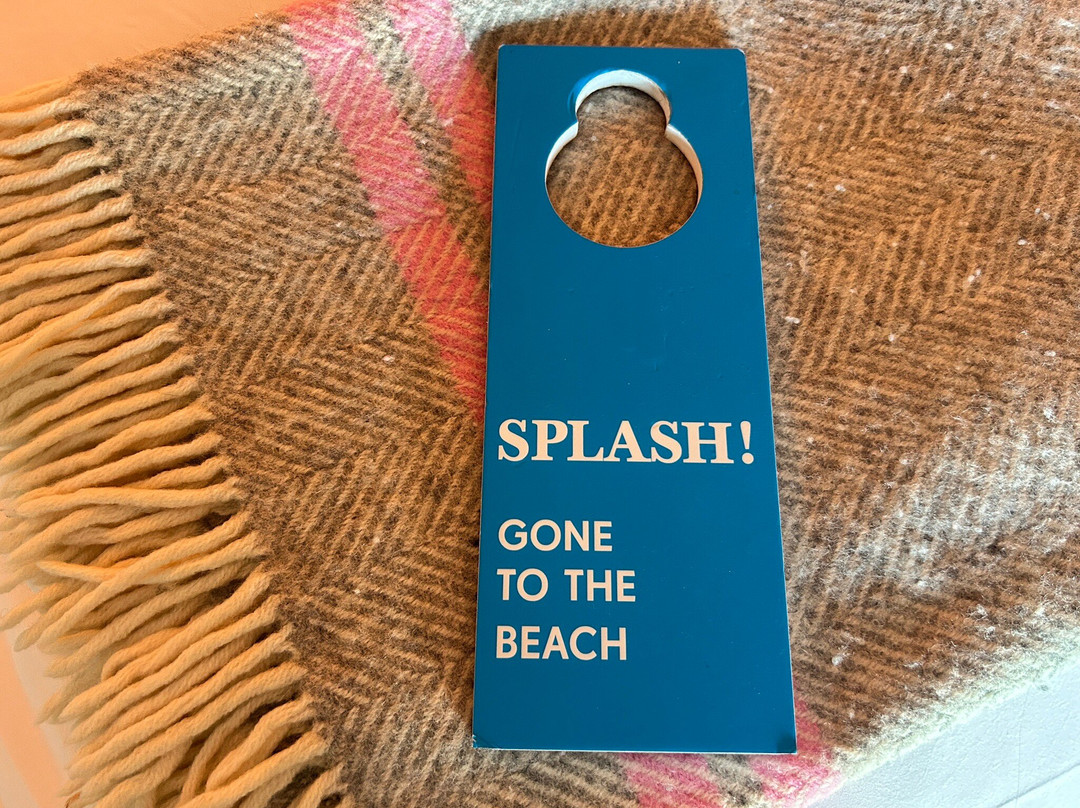 SPLASH!
GONE
TO THE
BEACH